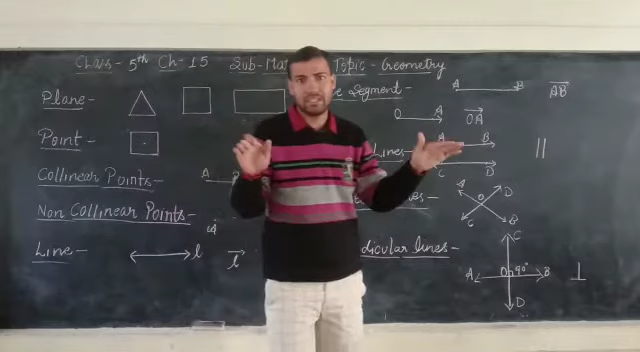 Class - 5th Ch - 15 Sub - Mat Topic - Geometry
Plane -
Segment - A B AB
O A OA
Point -
Lines - A B ||
C D
Collinear Points - A
A D O C B
Non Collinear Points -
A
Line - l l
dicular lines - C
A O 90° B ⊥
D